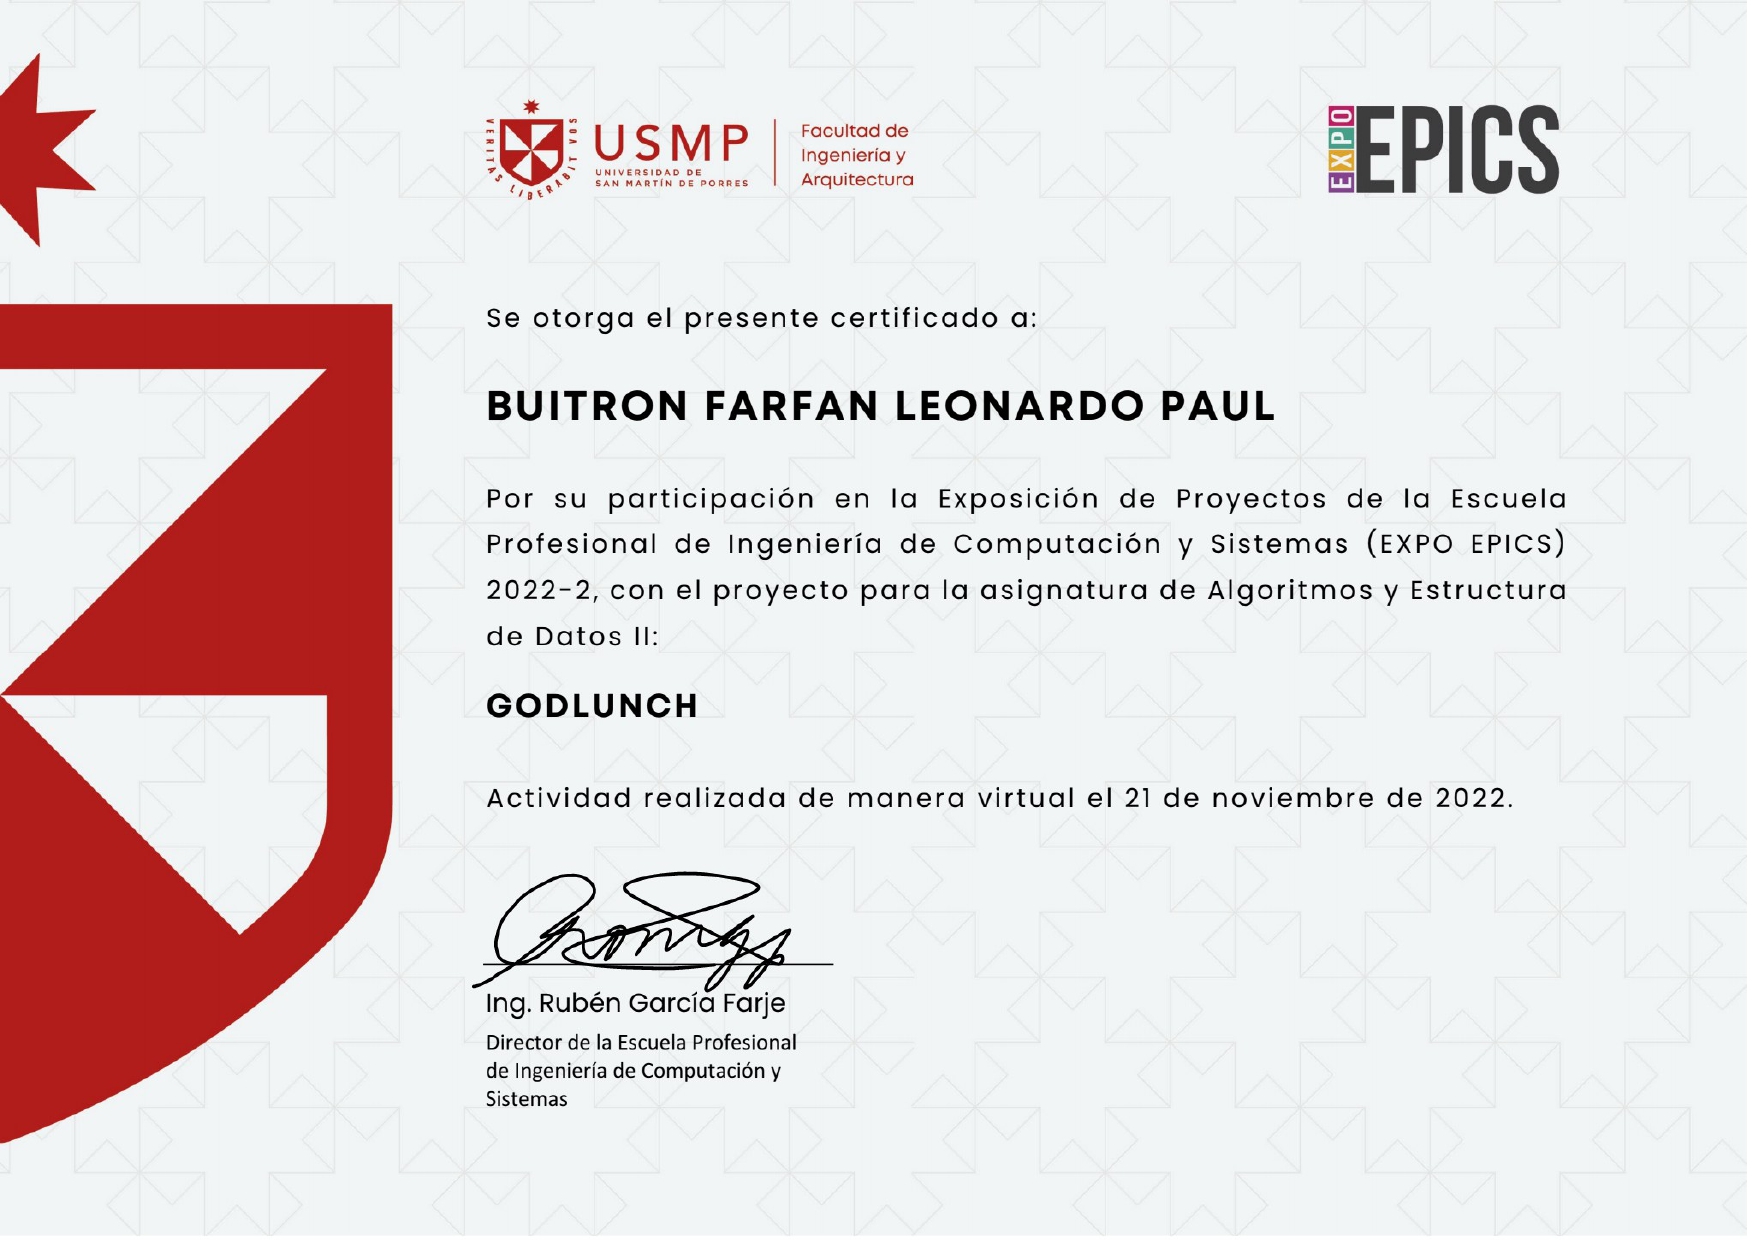 VERITAS LIBERABIT VOS
USMP
UNIVERSIDAD DE
SAN MARTÍN DE PORRES
Facultad de
Ingeniería y
Arquitectura
EXPO
EPICS
Se otorga el presente certificado a:
BUITRON FARFAN LEONARDO PAUL
Por su participación en la Exposición de Proyectos de la Escuela
Profesional de Ingeniería de Computación y Sistemas (EXPO EPICS)
2022-2, con el proyecto para la asignatura de Algoritmos y Estructura
de Datos II:
GODLUNCH
Actividad realizada de manera virtual el 21 de noviembre de 2022.
Ing. Rubén García Farje
Director de la Escuela Profesional
de Ingeniería de Computación y
Sistemas